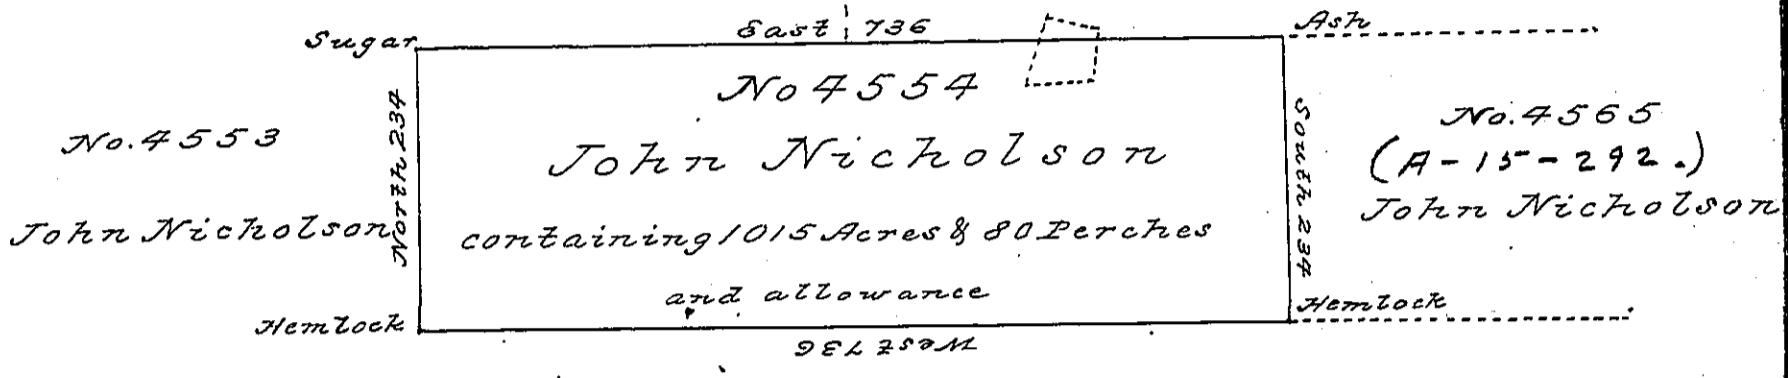 East 736
Sugar
Ash
No 4554
No. 4553
North 234
John Nicholson
South 234
No. 4565
(A-15-292.)
John Nicholson
John Nicholson
containing 1015 Acres & 80 Perches
and allowance
Hemlock
Hemlock
West 736